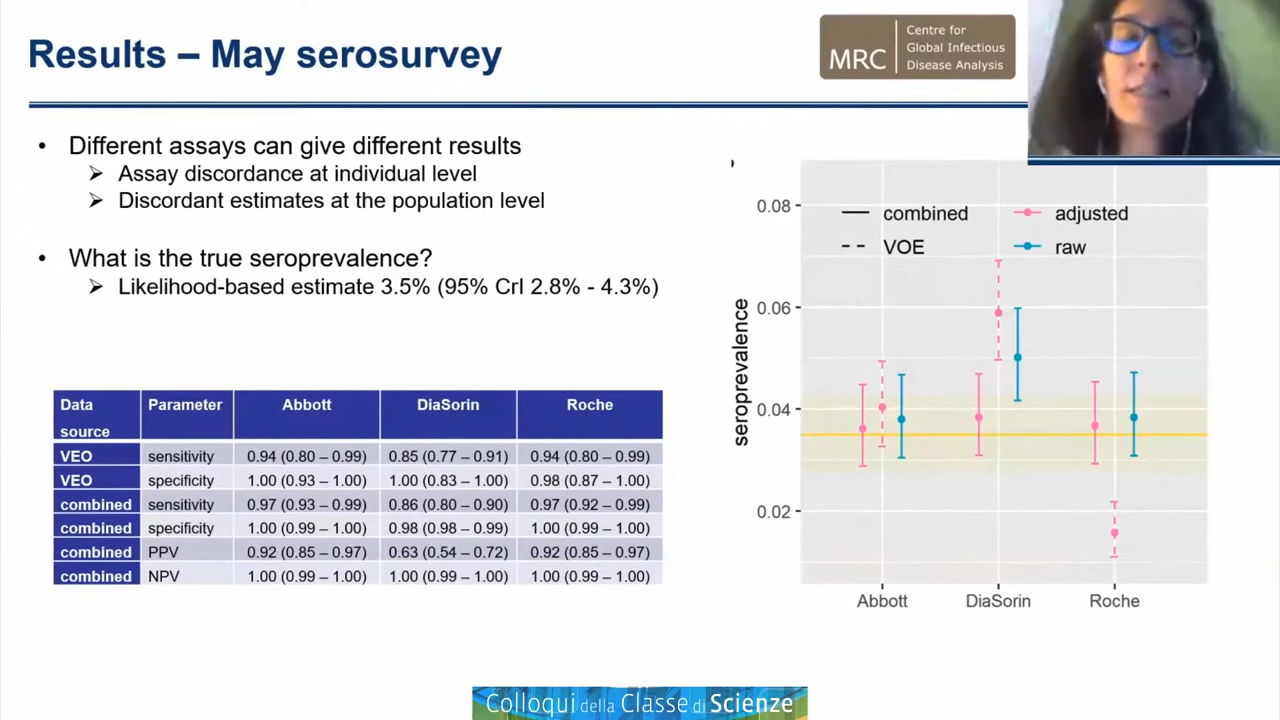 Results – May serosurvey
MRC
Centre for
Global Infectious
Disease Analysis
• Different assays can give different results
➢ Assay discordance at individual level
➢ Discordant estimates at the population level
• What is the true seroprevalence?
➢ Likelihood-based estimate 3.5% (95% CrI 2.8% - 4.3%)
Data source Parameter Abbott DiaSorin Roche
VEO sensitivity 0.94 (0.80 – 0.99) 0.85 (0.77 – 0.91) 0.94 (0.80 – 0.99)
VEO specificity 1.00 (0.93 – 1.00) 1.00 (0.83 – 1.00) 0.98 (0.87 – 1.00)
combined sensitivity 0.97 (0.93 – 0.99) 0.86 (0.80 – 0.90) 0.97 (0.92 – 0.99)
combined specificity 1.00 (0.99 – 1.00) 0.98 (0.98 – 0.99) 1.00 (0.99 – 1.00)
combined PPV 0.92 (0.85 – 0.97) 0.63 (0.54 – 0.72) 0.92 (0.85 – 0.97)
combined NPV 1.00 (0.99 – 1.00) 1.00 (0.99 – 1.00) 1.00 (0.99 – 1.00)
seroprevalence
0.08
0.06
0.04
0.02
combined adjusted
VOE raw
Abbott DiaSorin Roche
Colloqui della Classe di Scienze